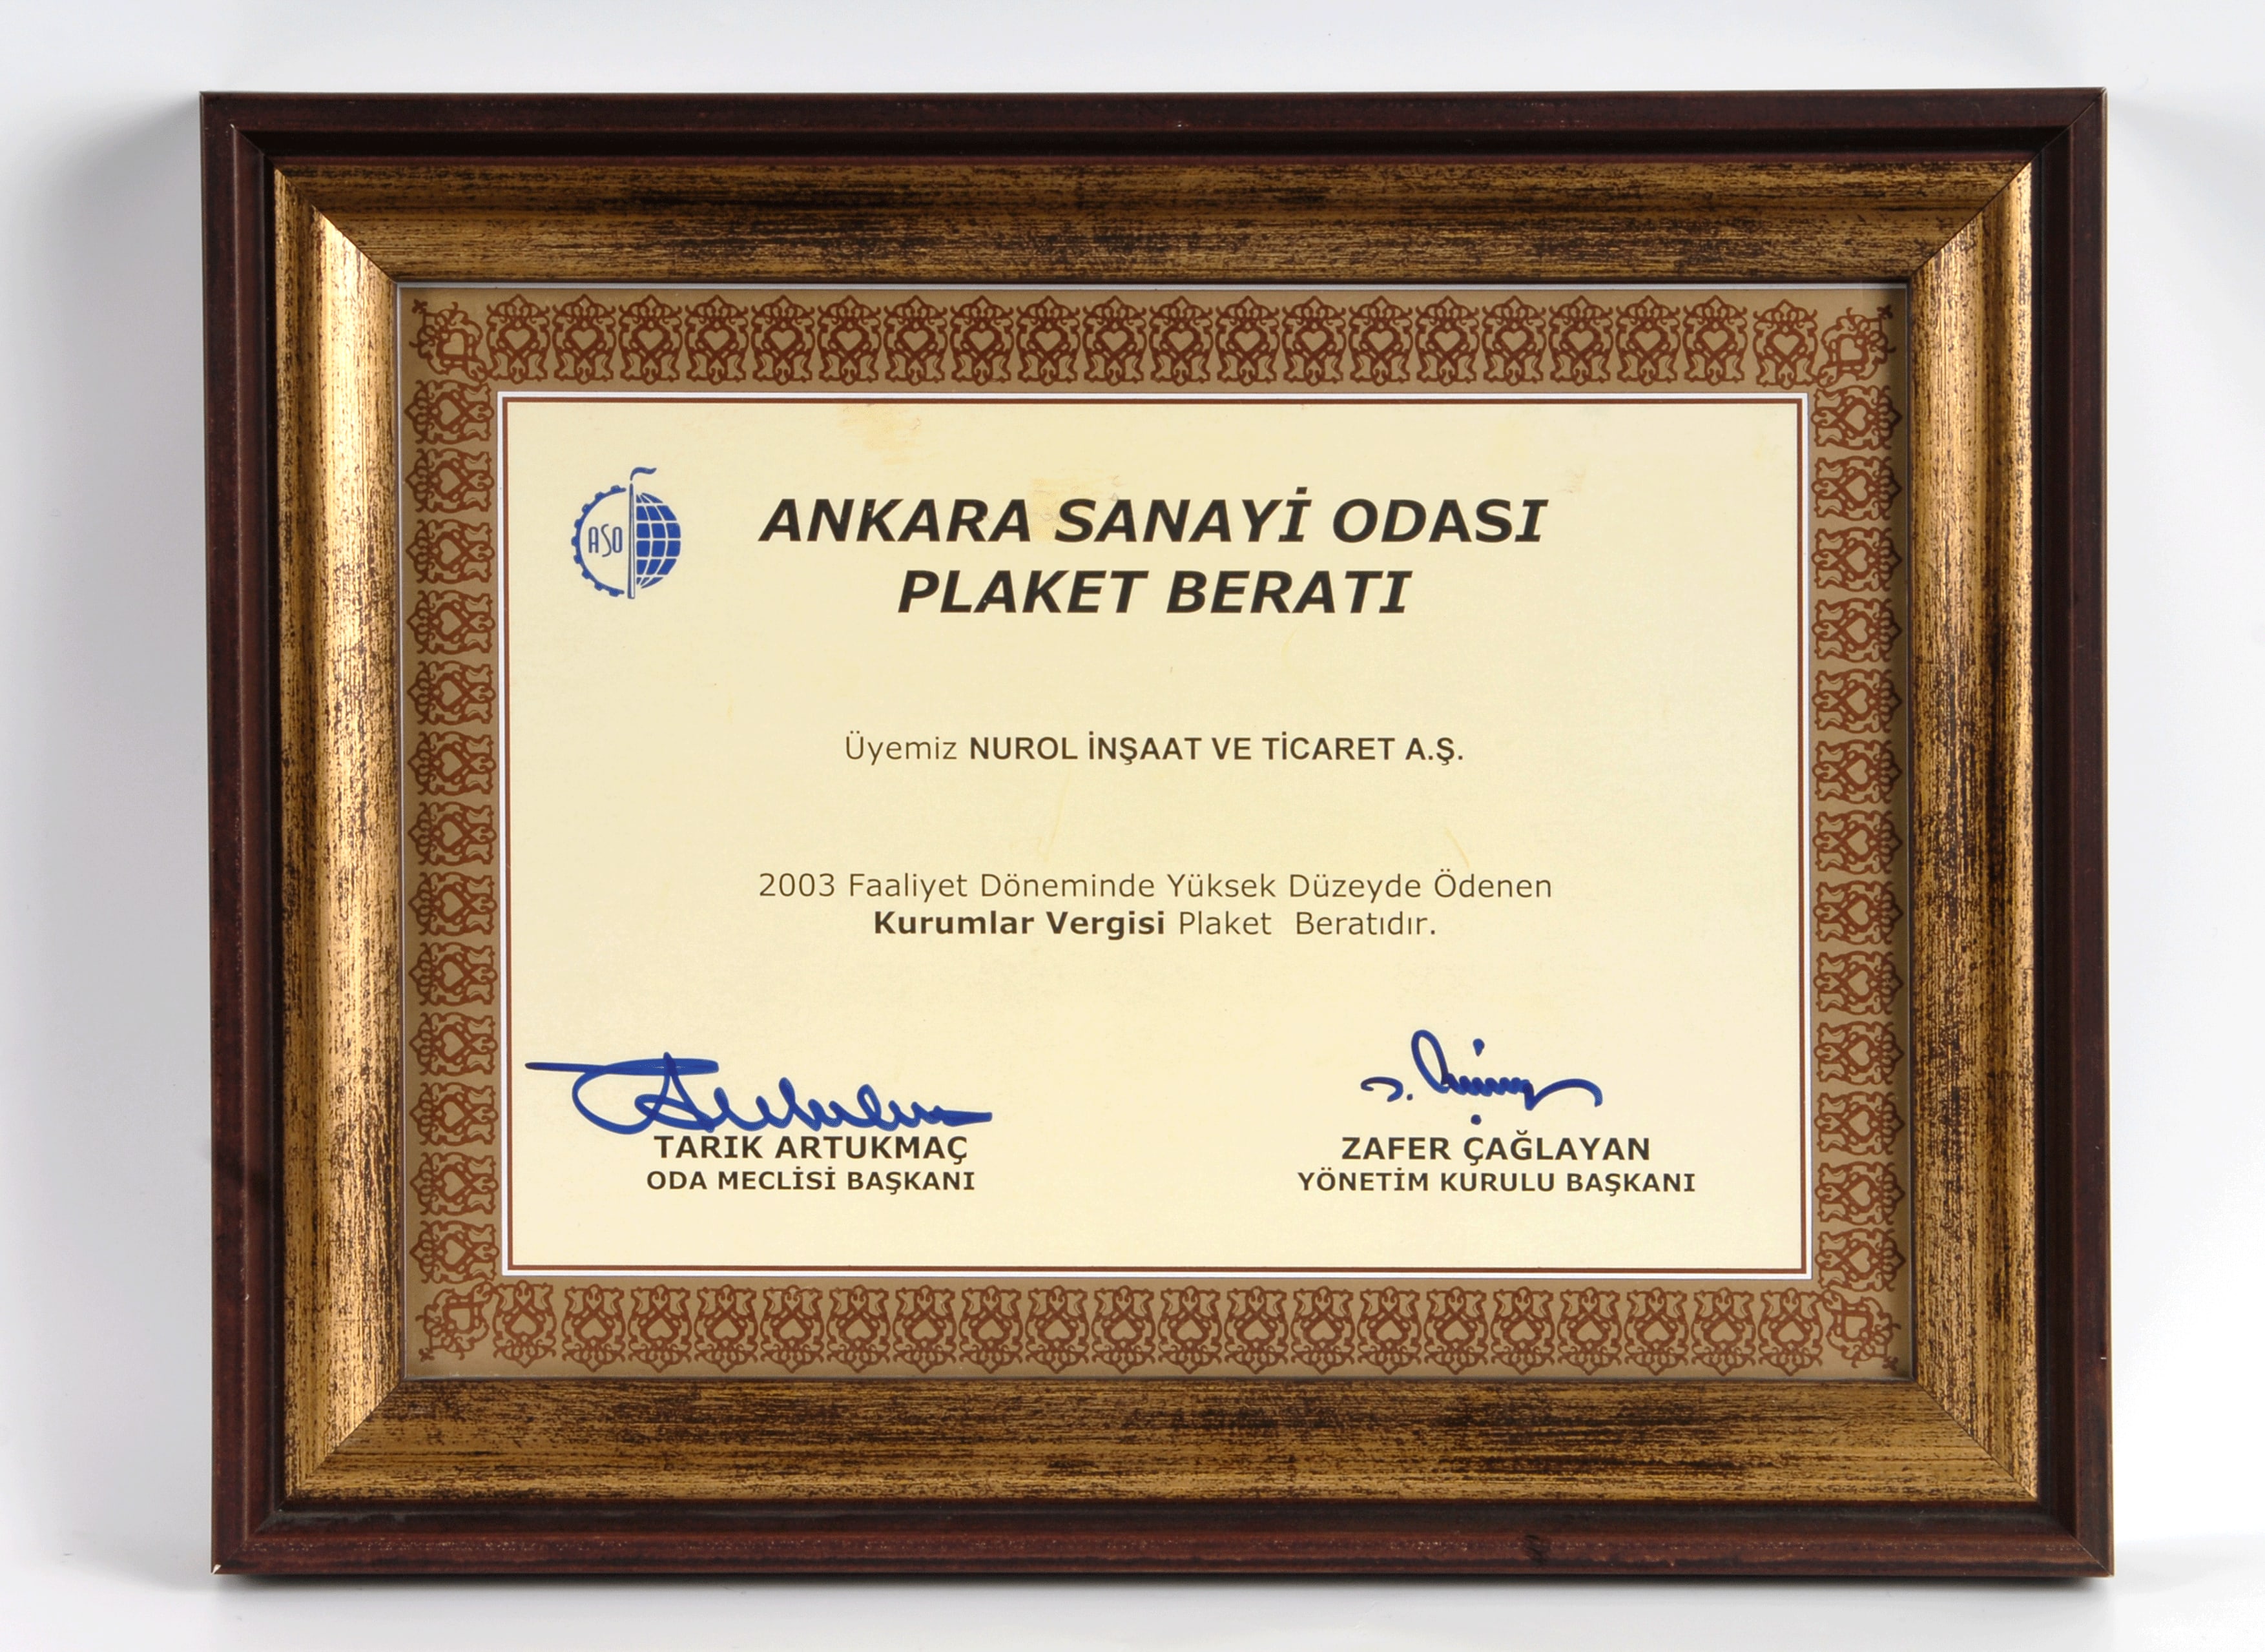 ASO
ANKARA SANAYİ ODASI
PLAKET BERATI
Üyemiz NUROL İNŞAAT VE TİCARET A.Ş.
2003 Faaliyet Döneminde Yüksek Düzeyde Ödenen
Kurumlar Vergisi Plaket Beratıdır.
TARIK ARTUKMAÇ
ODA MECLİSİ BAŞKANI
ZAFER ÇAĞLAYAN
YÖNETİM KURULU BAŞKANI